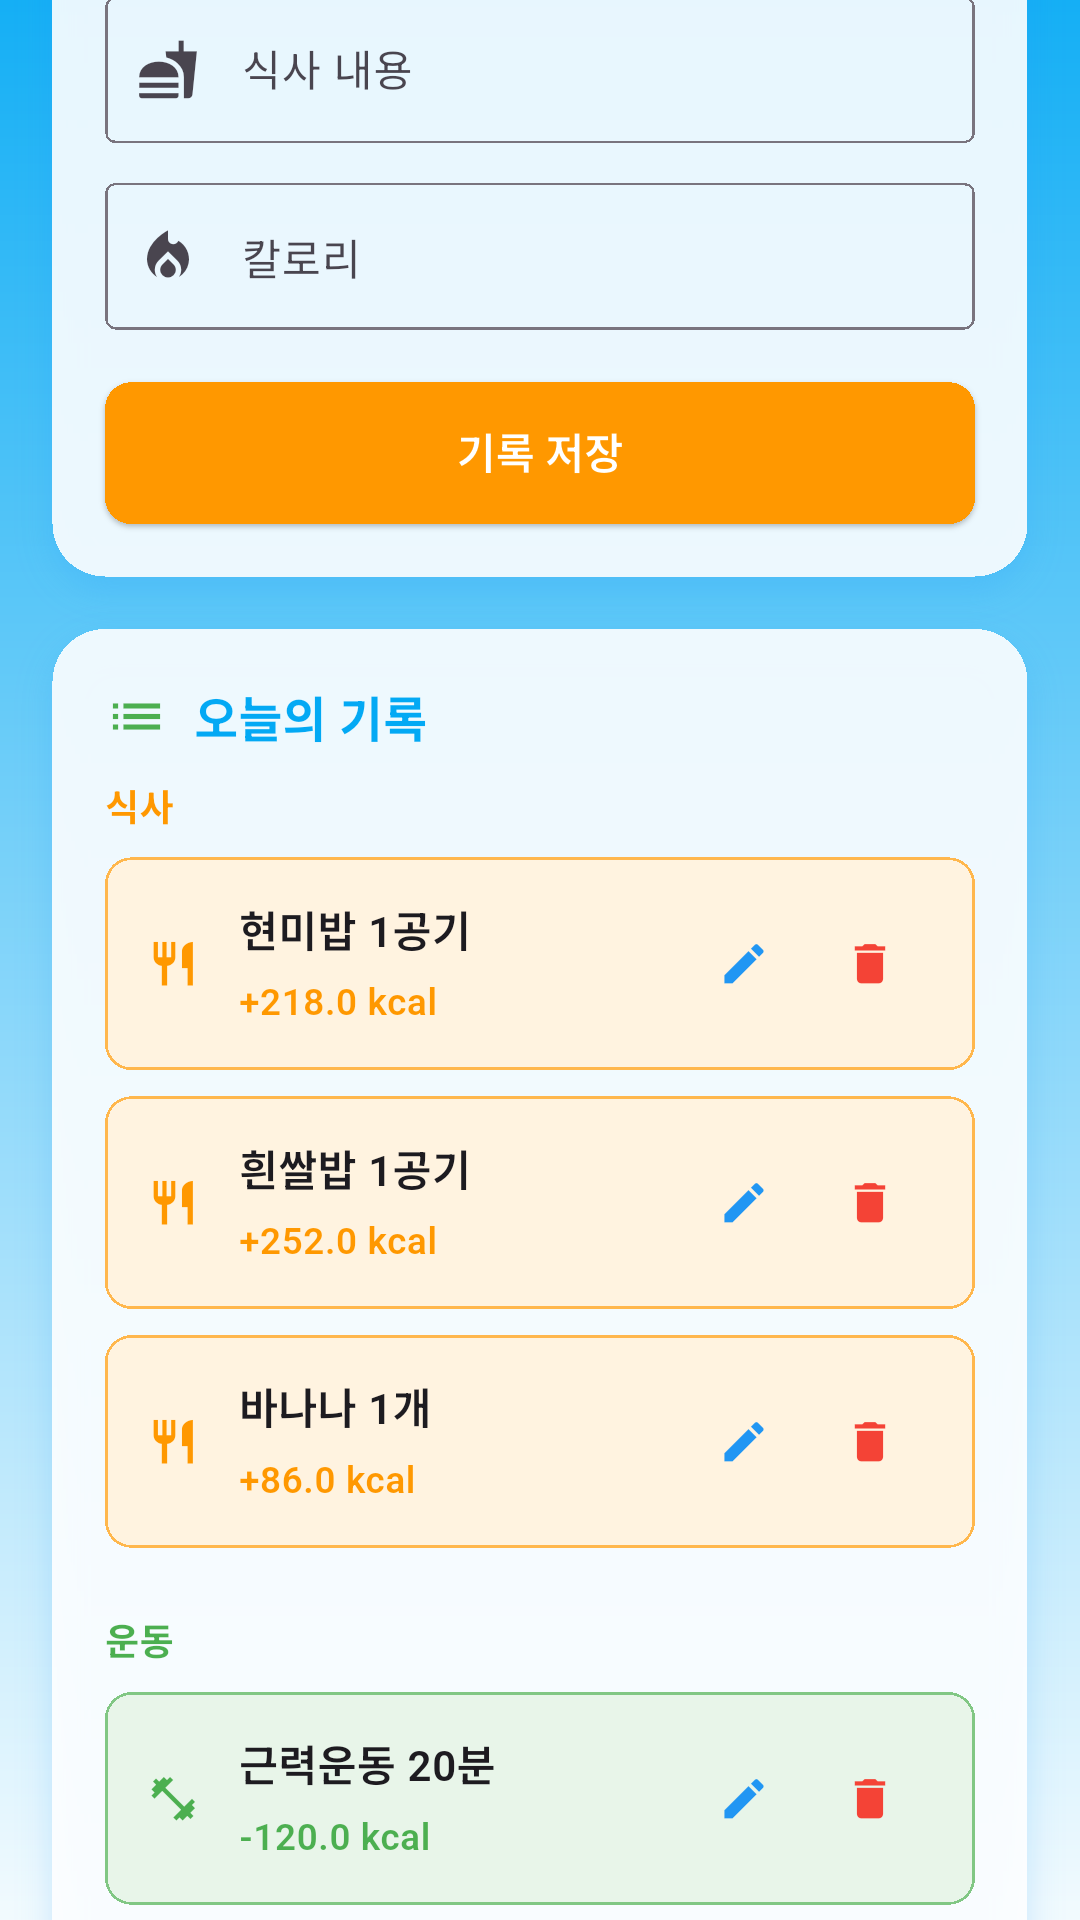 식사 내용
칼로리
기록 저장
오늘의 기록
식사
현미밥 1공기
+218.0 kcal
흰쌀밥 1공기
+252.0 kcal
바나나 1개
+86.0 kcal
운동
근력운동 20분
-120.0 kcal